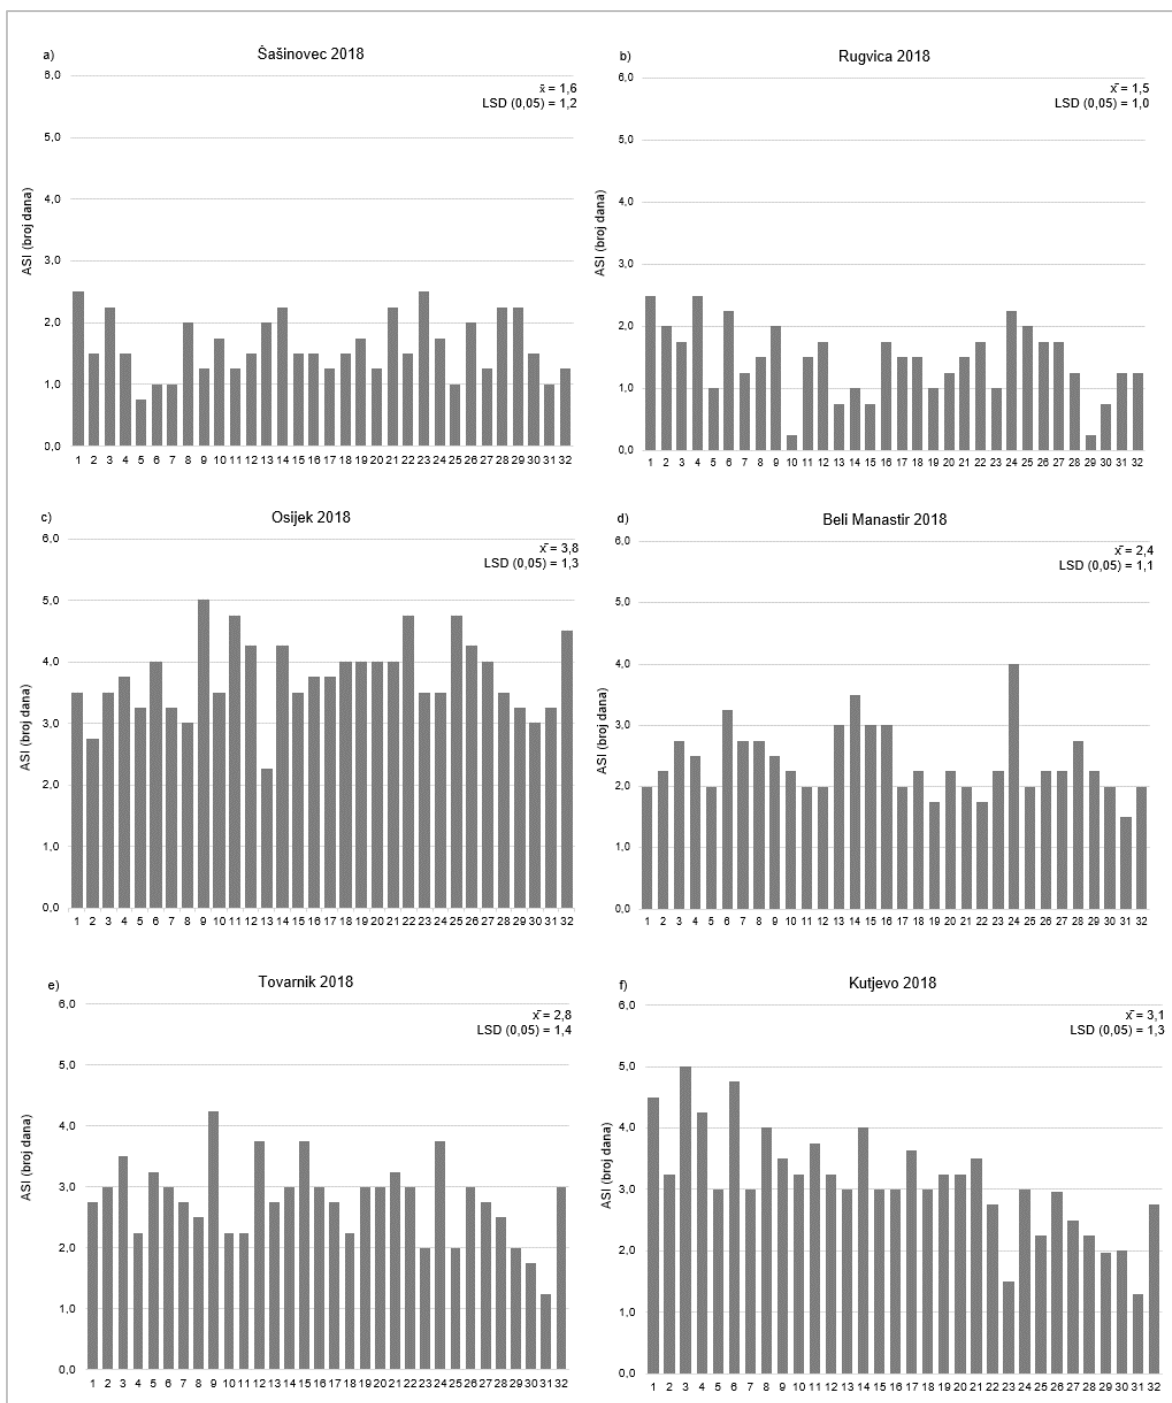 a)
Šašinovec 2018
x̄ = 1,6
LSD (0,05) = 1,2
6,0
5,0
4,0
3,0
2,0
1,0
0,0
ASI (broj dana)
1 2 3 4 5 6 7 8 9 10 11 12 13 14 15 16 17 18 19 20 21 22 23 24 25 26 27 28 29 30 31 32
b)
Rugvica 2018
x̄ = 1,5
LSD (0,05) = 1,0
6,0
5,0
4,0
3,0
2,0
1,0
0,0
ASI (broj dana)
1 2 3 4 5 6 7 8 9 10 11 12 13 14 15 16 17 18 19 20 21 22 23 24 25 26 27 28 29 30 31 32
c)
Osijek 2018
x̄ = 3,8
LSD (0,05) = 1,3
6,0
5,0
4,0
3,0
2,0
1,0
0,0
ASI (broj dana)
1 2 3 4 5 6 7 8 9 10 11 12 13 14 15 16 17 18 19 20 21 22 23 24 25 26 27 28 29 30 31 32
d)
Beli Manastir 2018
x̄ = 2,4
LSD (0,05) = 1,1
6,0
5,0
4,0
3,0
2,0
1,0
0,0
ASI (broj dana)
1 2 3 4 5 6 7 8 9 10 11 12 13 14 15 16 17 18 19 20 21 22 23 24 25 26 27 28 29 30 31 32
e)
Tovarnik 2018
x̄ = 2,8
LSD (0,05) = 1,4
6,0
5,0
4,0
3,0
2,0
1,0
0,0
ASI (broj dana)
1 2 3 4 5 6 7 8 9 10 11 12 13 14 15 16 17 18 19 20 21 22 23 24 25 26 27 28 29 30 31 32
f)
Kutjevo 2018
x̄ = 3,1
LSD (0,05) = 1,3
6,0
5,0
4,0
3,0
2,0
1,0
0,0
ASI (broj dana)
1 2 3 4 5 6 7 8 9 10 11 12 13 14 15 16 17 18 19 20 21 22 23 24 25 26 27 28 29 30 31 32